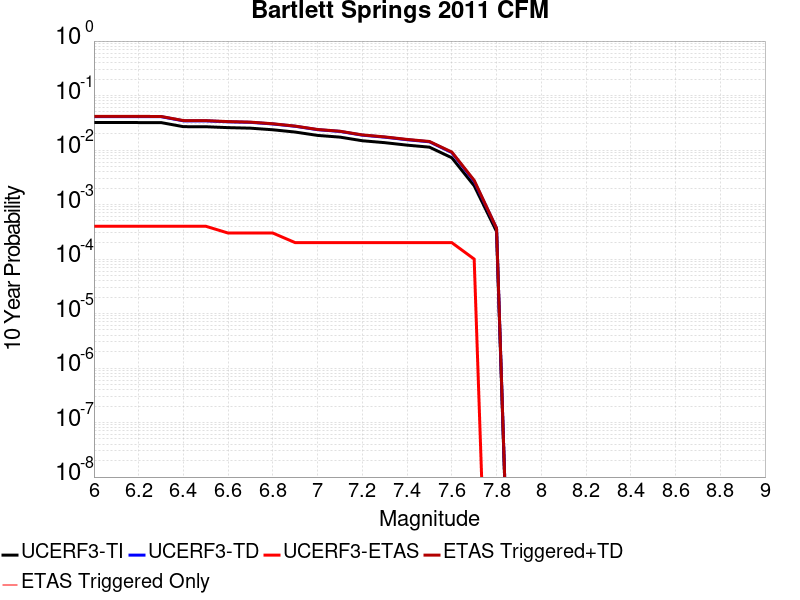 Bartlett Springs 2011 CFM
10 Year Probability
10^0
10^-1
10^-2
10^-3
10^-4
10^-5
10^-6
10^-7
10^-8
6 6.2 6.4 6.6 6.8 7 7.2 7.4 7.6 7.8 8 8.2 8.4 8.6 8.8 9
Magnitude
UCERF3-TI UCERF3-TD UCERF3-ETAS ETAS Triggered+TD
ETAS Triggered Only